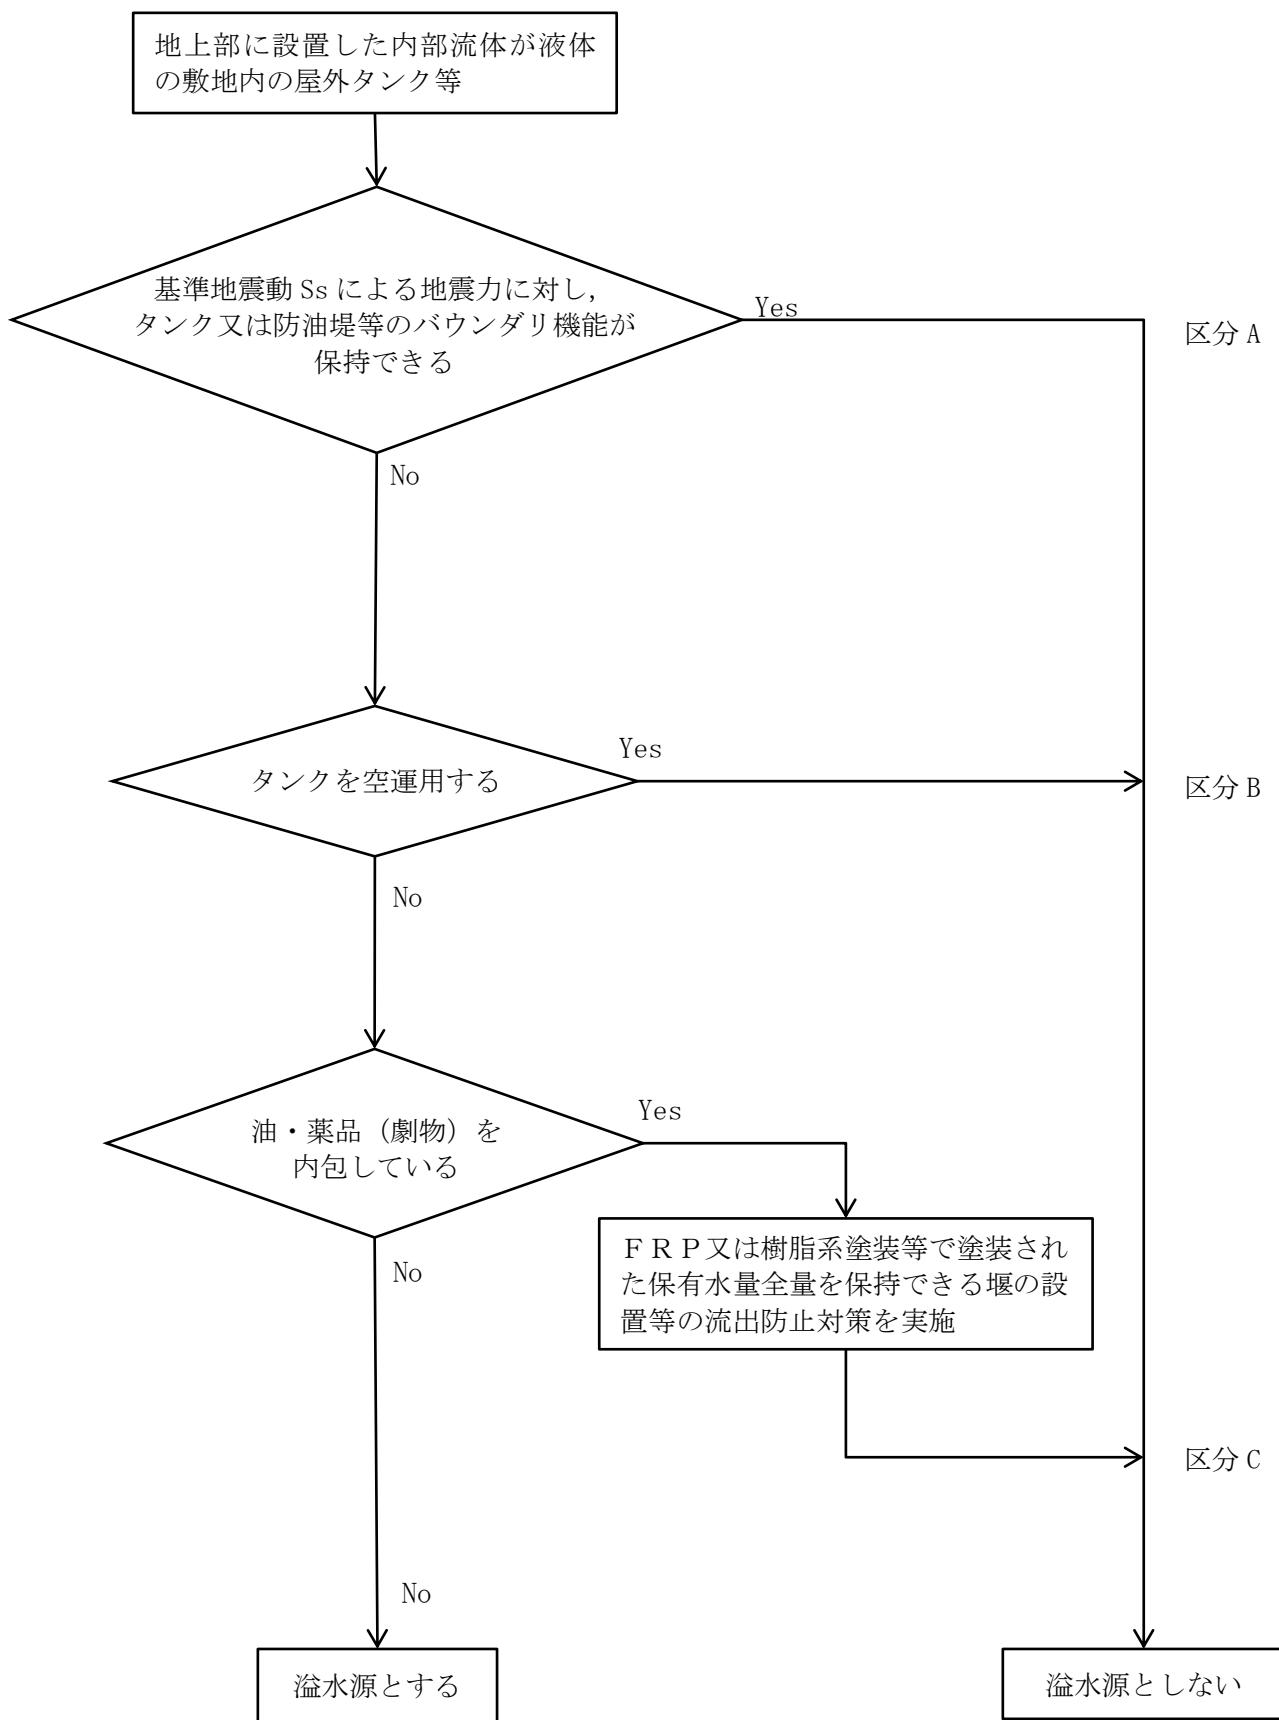 地上部に設置した内部流体が液体
の敷地内の屋外タンク等
基準地震動 Ss による地震力に対し，
タンク又は防油堤等のバウンダリ機能が
保持できる
Yes
区分 A
No
タンクを空運用する
Yes
区分 B
No
油・薬品（劇物）を
内包している
Yes
ＦＲＰ又は樹脂系塗装等で塗装され
た保有水量全量を保持できる堰の設
置等の流出防止対策を実施
No
区分 C
No
溢水源とする
溢水源としない